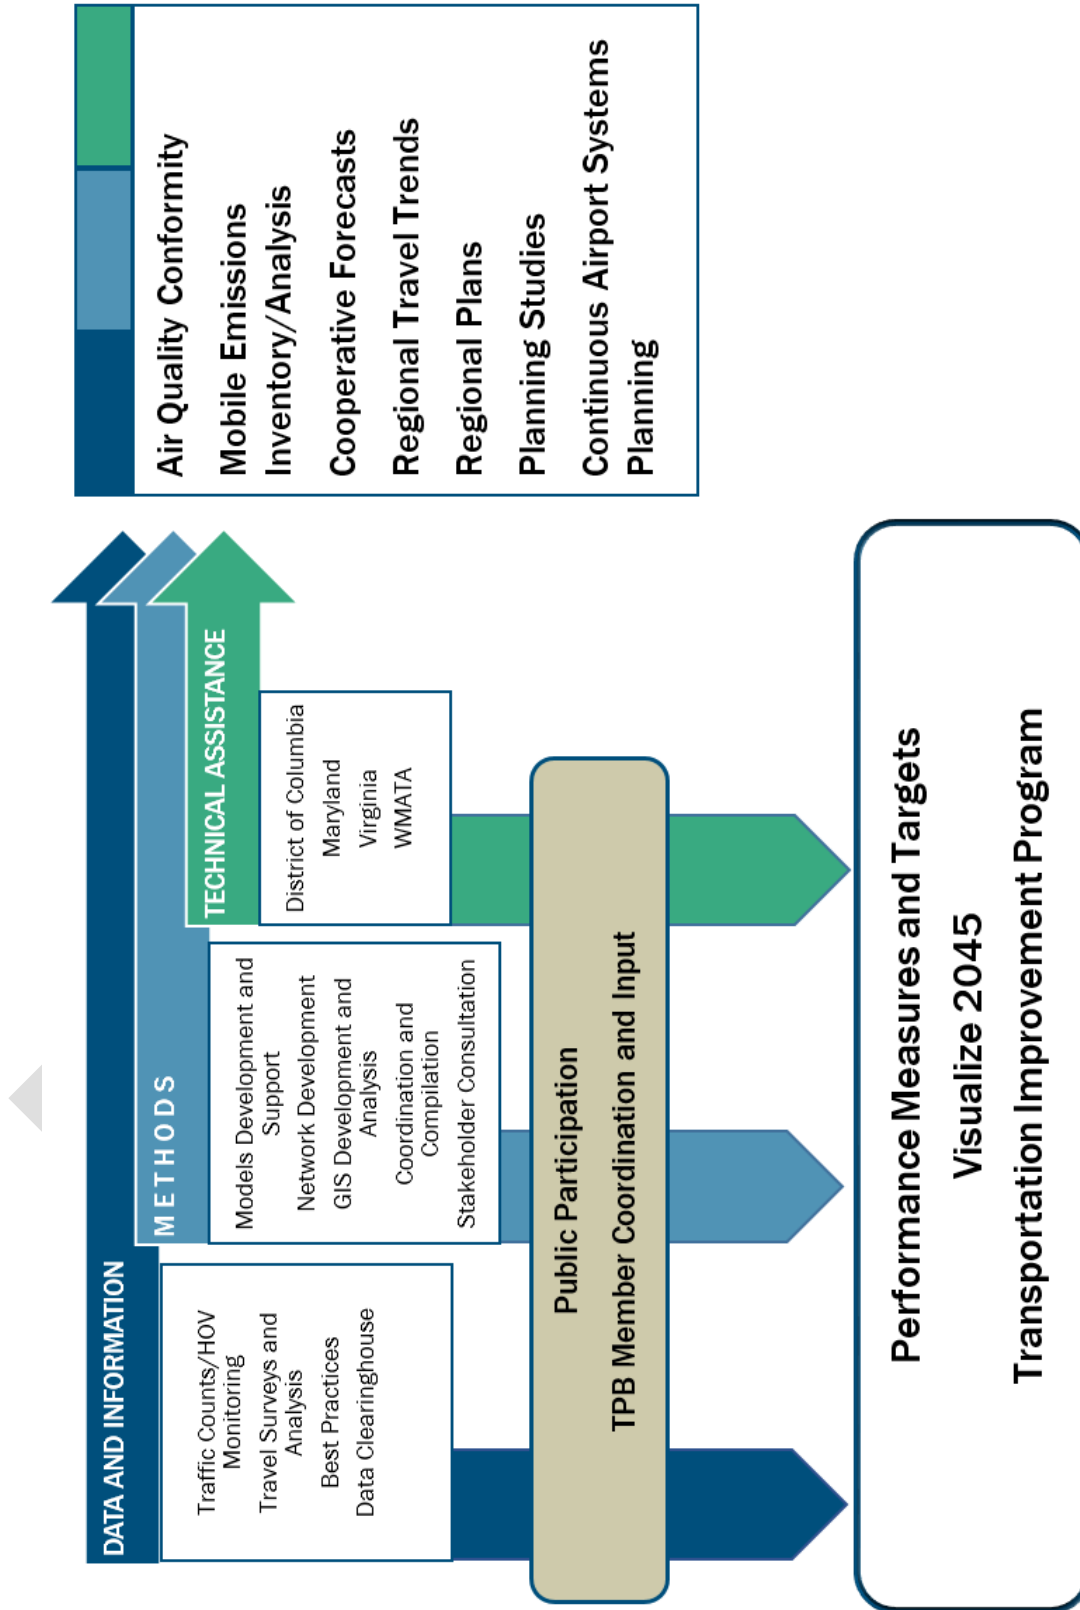 DATA AND INFORMATION
Traffic Counts/HOV
Monitoring
Travel Surveys and
Analysis
Best Practices
Data Clearinghouse
METHODS
Models Development and
Support
Network Development
GIS Development and
Analysis
Coordination and
Compilation
Stakeholder Consultation
TECHNICAL ASSISTANCE
District of Columbia
Maryland
Virginia
WMATA
Air Quality Conformity
Mobile Emissions
Inventory/Analysis
Cooperative Forecasts
Regional Travel Trends
Regional Plans
Planning Studies
Continuous Airport Systems
Planning
Public Participation
TPB Member Coordination and Input
Performance Measures and Targets
Visualize 2045
Transportation Improvement Program